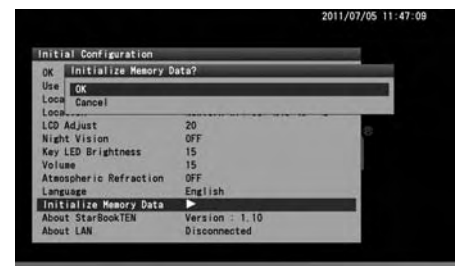 2011/07/05 11:47:09
Initial Configuration
OK
Initialize Memory Data?
Use
OK
Loca
Cancel
LCD Adjust 20
Night Vision OFF
Key LED Brightness 15
Volume 15
Atmospheric Refraction OFF
Language English
Initialize Memory Data ▶
About StarBookTEN Version : 1.10
About LAN Disconnected